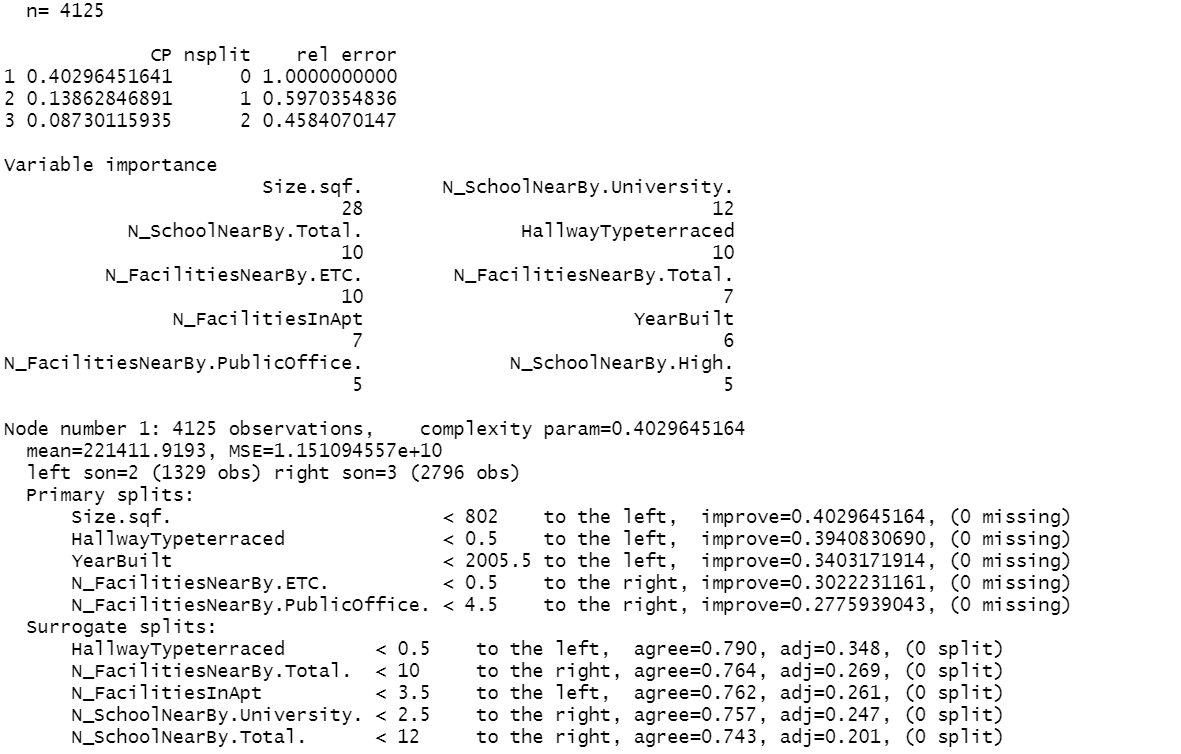 n= 4125
CP nsplit rel error
1 0.40296451641 0 1.0000000000
2 0.13862846891 1 0.5970354836
3 0.08730115935 2 0.4584070147
Variable importance
Size.sqf. N_SchoolNearBy.University.
28 12
N_SchoolNearBy.Total. HallwayTypeterraced
10 10
N_FacilitiesNearBy.ETC. N_FacilitiesNearBy.Total.
10 7
N_FacilitiesInApt YearBuilt
7 6
N_FacilitiesNearBy.PublicOffice. N_SchoolNearBy.High.
5 5
Node number 1: 4125 observations, complexity param=0.4029645164
mean=221411.9193, MSE=1.151094557e+10
left son=2 (1329 obs) right son=3 (2796 obs)
Primary splits:
Size.sqf. < 802 to the left, improve=0.4029645164, (0 missing)
HallwayTypeterraced < 0.5 to the left, improve=0.3940830690, (0 missing)
YearBuilt < 2005.5 to the left, improve=0.3403171914, (0 missing)
N_FacilitiesNearBy.ETC. < 0.5 to the right, improve=0.3022231161, (0 missing)
N_FacilitiesNearBy.PublicOffice. < 4.5 to the right, improve=0.2775939043, (0 missing)
Surrogate splits:
HallwayTypeterraced < 0.5 to the left, agree=0.790, adj=0.348, (0 split)
N_FacilitiesNearBy.Total. < 10 to the right, agree=0.764, adj=0.269, (0 split)
N_FacilitiesInApt < 3.5 to the left, agree=0.762, adj=0.261, (0 split)
N_SchoolNearBy.University. < 2.5 to the right, agree=0.757, adj=0.247, (0 split)
N_SchoolNearBy.Total. < 12 to the right, agree=0.743, adj=0.201, (0 split)